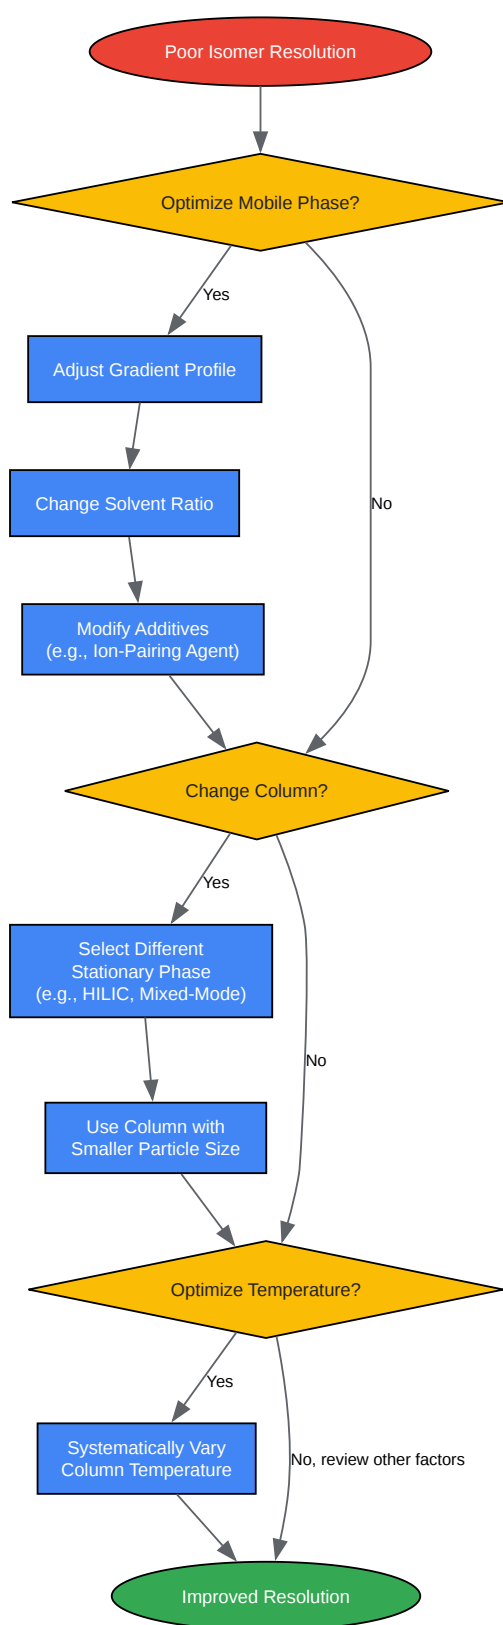 Poor Isomer Resolution
Optimize Mobile Phase?
Yes
Adjust Gradient Profile
Change Solvent Ratio
No
Modify Additives
(e.g., Ion-Pairing Agent)
Change Column?
Yes
Select Different
Stationary Phase
(e.g., HILIC, Mixed-Mode)
No
Use Column with
Smaller Particle Size
Optimize Temperature?
Yes
Systematically Vary
Column Temperature
No, review other factors
Improved Resolution